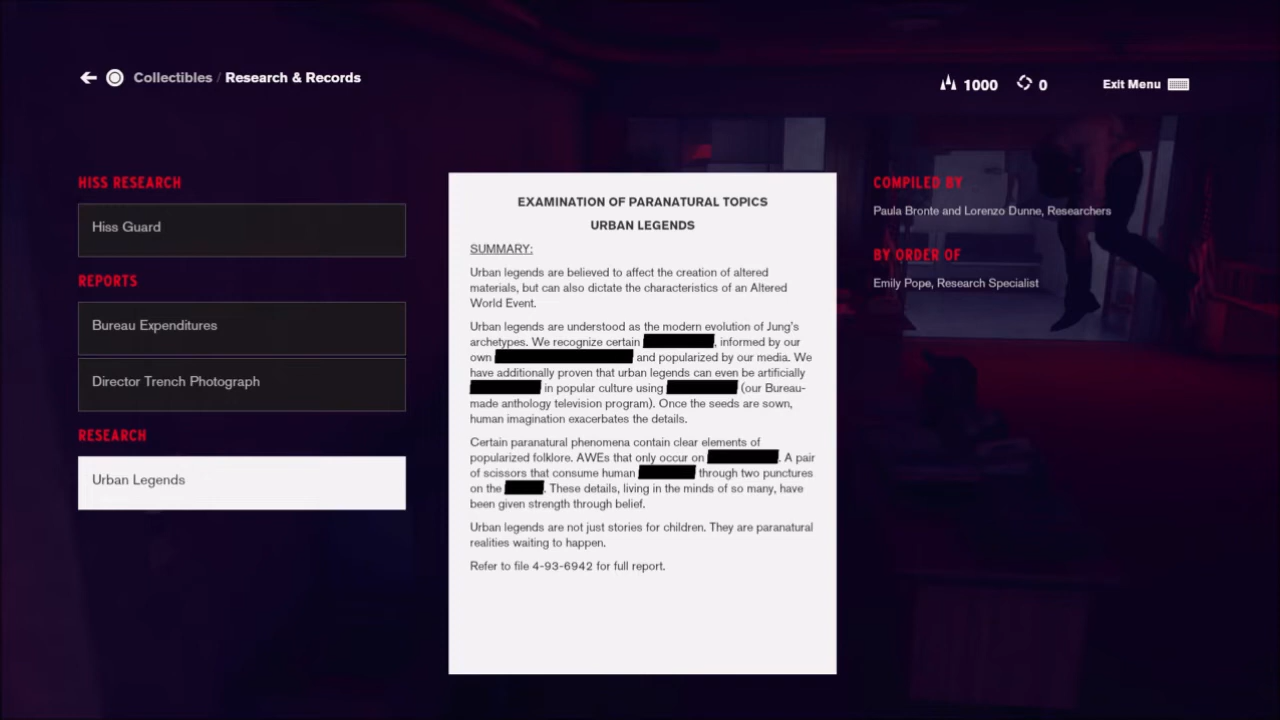 Collectibles / Research & Records
1000
0
Exit Menu
HISS RESEARCH
Hiss Guard
REPORTS
Bureau Expenditures
Director Trench Photograph
RESEARCH
Urban Legends
EXAMINATION OF PARANATURAL TOPICS
URBAN LEGENDS
SUMMARY:
Urban legends are believed to affect the creation of altered
materials, but can also dictate the characteristics of an Altered
World Event.
Urban legends are understood as the modern evolution of Jung's
archetypes. We recognize certain , informed by our
own and popularized by our media. We
have additionally proven that urban legends can even be artificially
in popular culture using (our Bureau-
made anthology television program). Once the seeds are sown,
human imagination exacerbates the details.
Certain paranatural phenomena contain clear elements of
popularized folklore. AWEs that only occur on . A pair
of scissors that consume human through two punctures
on the . These details, living in the minds of so many, have
been given strength through belief.
Urban legends are not just stories for children. They are paranatural
realities waiting to happen.
Refer to file 4-93-6942 for full report.
COMPILED BY
Paula Bronte and Lorenzo Dunne, Researchers
BY ORDER OF
Emily Pope, Research Specialist